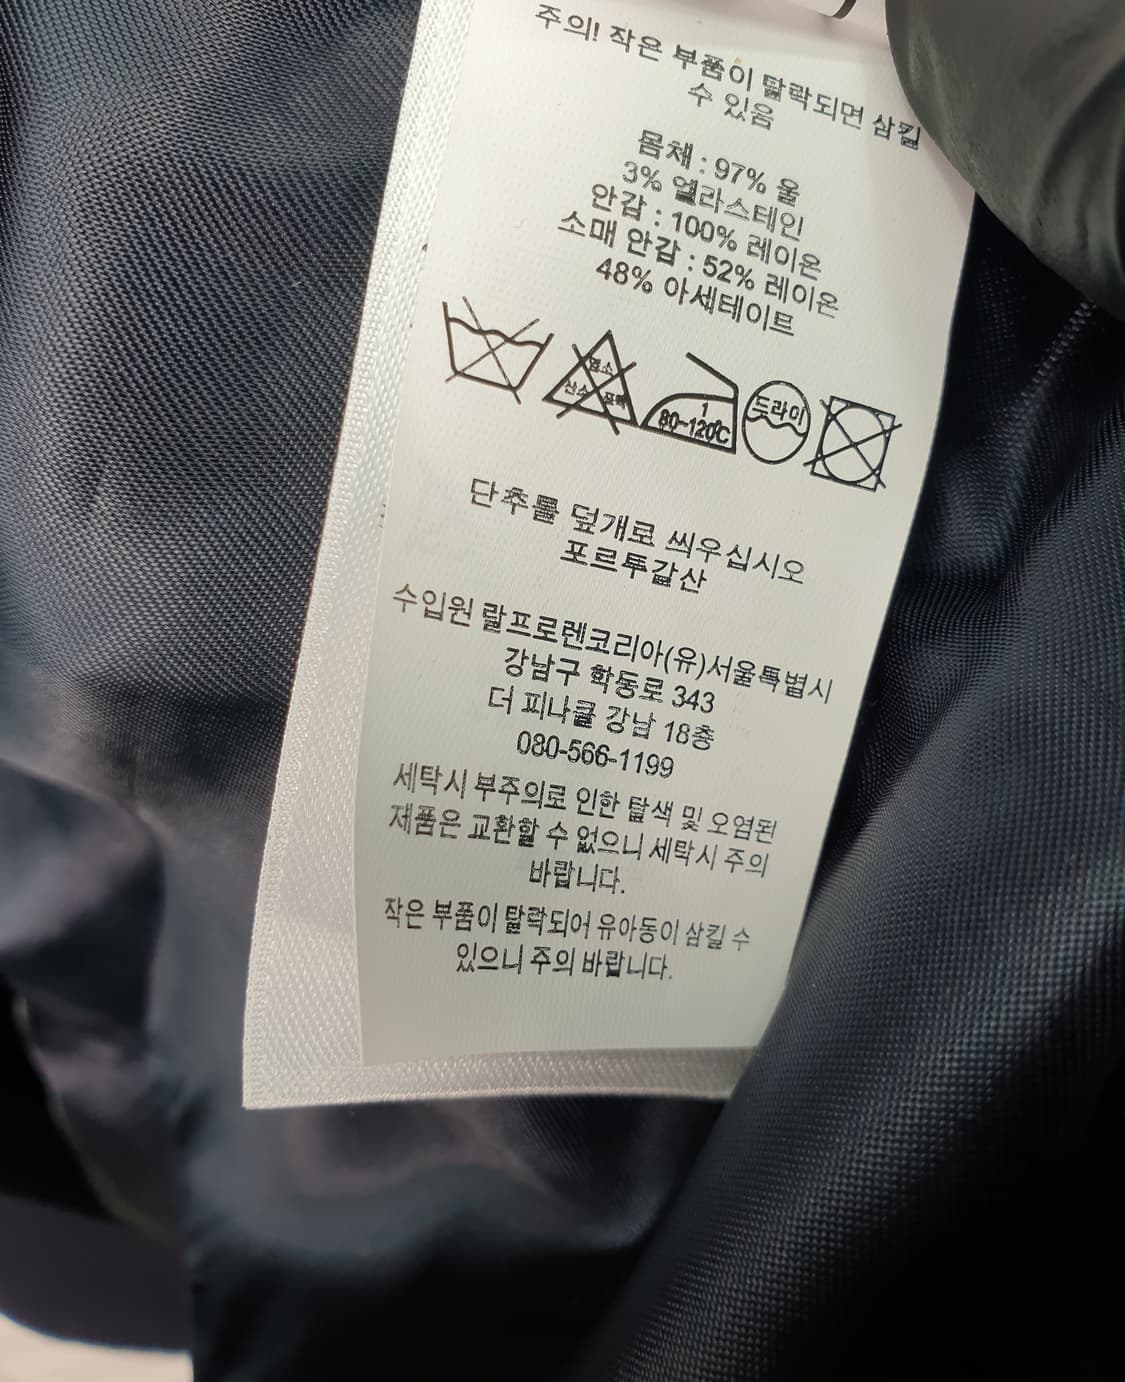 주의! 작은 부품이 탈락되면 삼킬
수 있음
몸체 : 97% 울
3% 엘라스테인
안감 : 100% 레이온
소매 안감 : 52% 레이온
48% 아세테이트
염소
산소 표백
1
80~120℃
드라이
단추를 덮개로 씌우십시오
포르투갈산
수입원 랄프로렌코리아(유)서울특별시
강남구 학동로 343
더 피나클 강남 18층
080-566-1199
세탁시 부주의로 인한 탈색 및 오염된
제품은 교환할 수 없으니 세탁시 주의
바랍니다.
작은 부품이 탈락되어 유아동이 삼킬 수
있으니 주의 바랍니다.